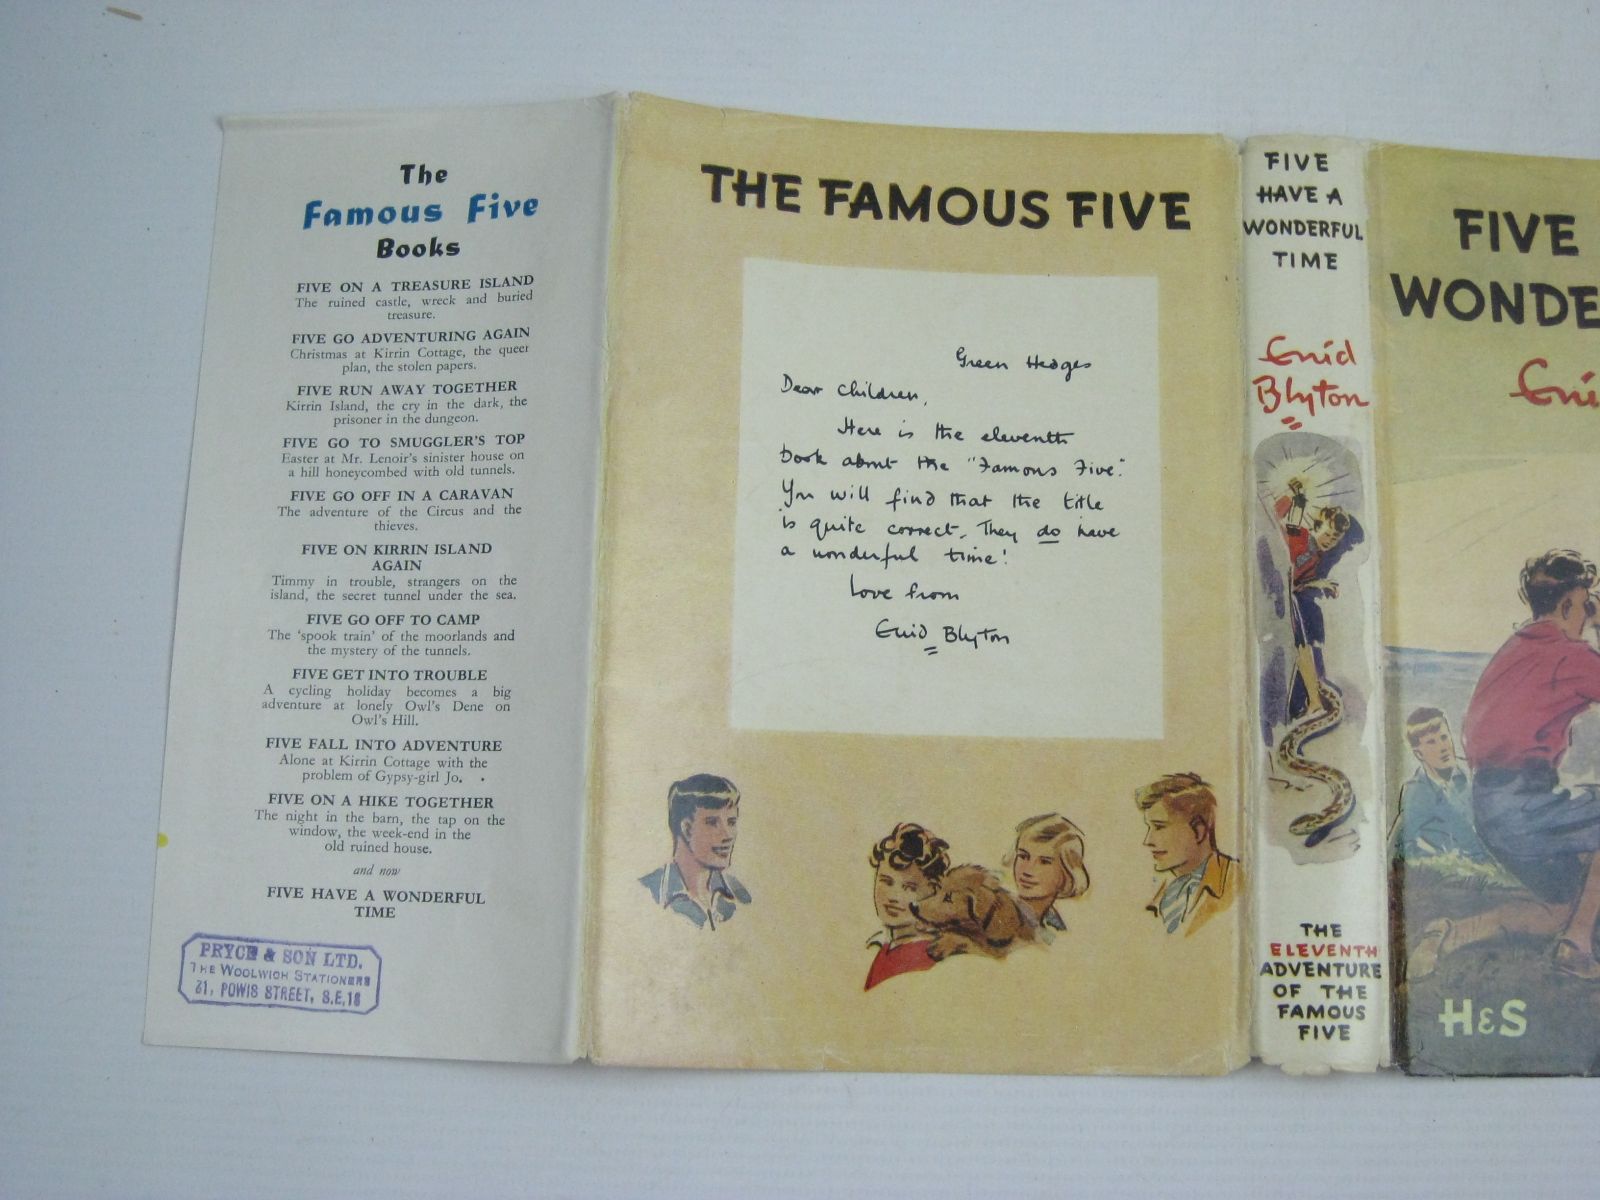 The
Famous Five
Books
FIVE ON A TREASURE ISLAND
The ruined castle, wreck and buried
treasure.
FIVE GO ADVENTURING AGAIN
Christmas at Kirrin Cottage, the queer
plan, the stolen papers.
FIVE RUN AWAY TOGETHER
Kirrin Island, the cry in the dark, the
prisoner in the dungeon.
FIVE GO TO SMUGGLER'S TOP
Easter at Mr. Lenoir's sinister house on
a hill honeycombed with old tunnels.
FIVE GO OFF IN A CARAVAN
The adventure of the Circus and the
thieves.
FIVE ON KIRRIN ISLAND
AGAIN
Timmy in trouble, strangers on the
island, the secret tunnel under the sea.
FIVE GO OFF TO CAMP
The 'spook train' of the moorlands and
the mystery of the tunnels.
FIVE GET INTO TROUBLE
A cycling holiday becomes a big
adventure at lonely Owl's Dene on
Owl's Hill.
FIVE FALL INTO ADVENTURE
Alone at Kirrin Cottage with the
problem of Gypsy-girl Jo.
FIVE ON A HIKE TOGETHER
The night in the barn, the tap on the
window, the week-end in the
old ruined house.
and now
FIVE HAVE A WONDERFUL
TIME
PRYCE & SON LTD.
THE WOOLWICH STATIONERS
31, POWIS STREET, S.E.18
THE FAMOUS FIVE
Green Hedges
Dear Children,
Here is the eleventh
book about the "Famous Five".
You will find that the title
is quite correct. They do have
a wonderful time!
Love from
Enid Blyton
FIVE
HAVE A
WONDERFUL
TIME
Enid
Blyton
THE
ELEVENTH
ADVENTURE
OF THE
FAMOUS
FIVE
FIVE
WONDE
Eni
H&S